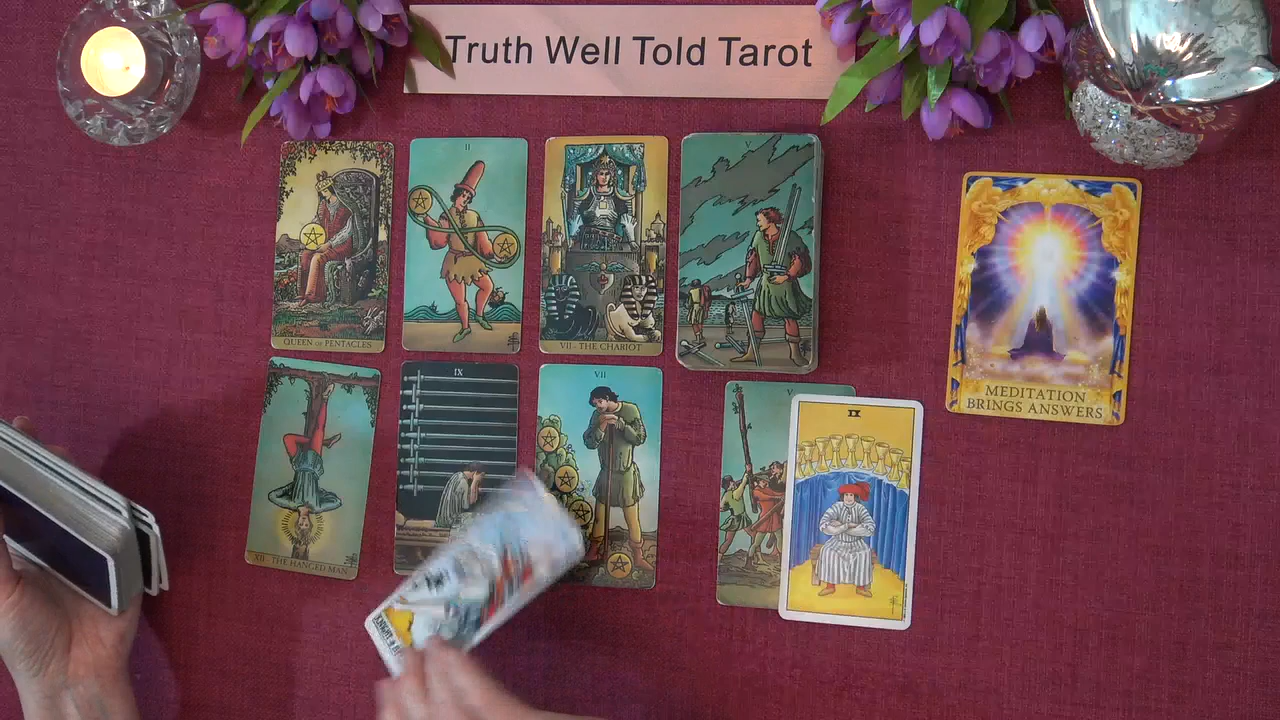 Truth Well Told Tarot
II
V
QUEEN OF PENTACLES
VII - THE CHARIOT
MEDITATION
BRINGS ANSWERS
IX
VII
V
IX
XII - THE HANGED MAN
KNIGHT